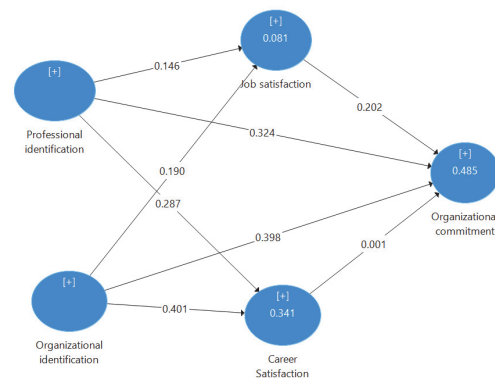 [+]
0.081
Job satisfaction
[+]
Professional
identification
0.146
0.202
0.324
[+]
0.485
Organizational
commitment
0.190
0.287
0.398
0.001
[+]
Organizational
identification
0.401
[+]
0.341
Career
Satisfaction